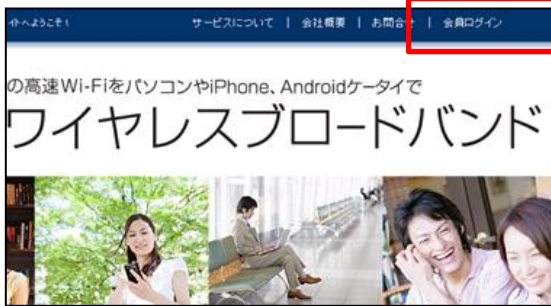 イトへようこそ! サービスについて | 会社概要 | お問合せ | 会員ログイン
の高速Wi-FiをパソコンやiPhone、Androidケータイで
ワイヤレスブロードバンド